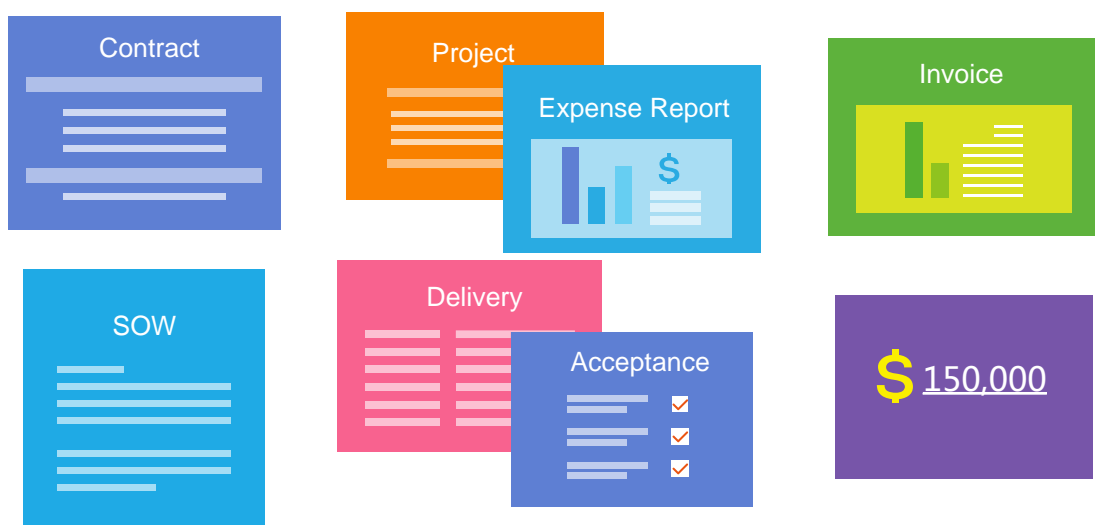 Contract
Project
Expense Report
$
Invoice
SOW
Delivery
Acceptance
$ 150,000